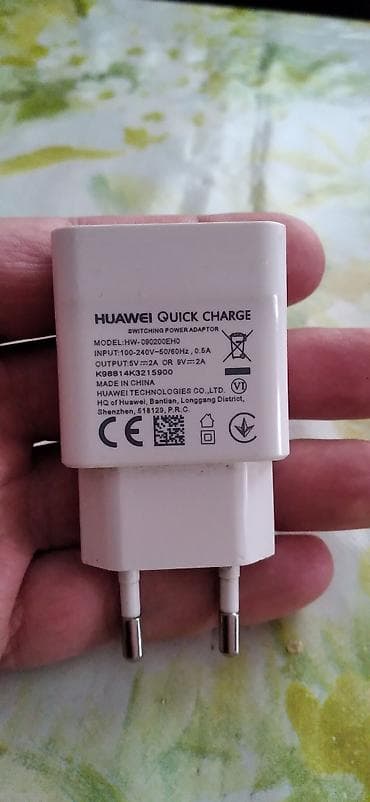 HUAWEI QUICK CHARGE
SWITCHING POWER ADAPTOR
MODEL:HW-090200EH0
INPUT:100-240V~50/60Hz, 0.5A
OUTPUT:5V⎓2A OR 9V⎓2A
K98814K3215900
MADE IN CHINA
HUAWEI TECHNOLOGIES CO.,LTD.
HQ of Huawei, Bantian, Longgang District,
Shenzhen, 518129, P.R.C.
VI
CE